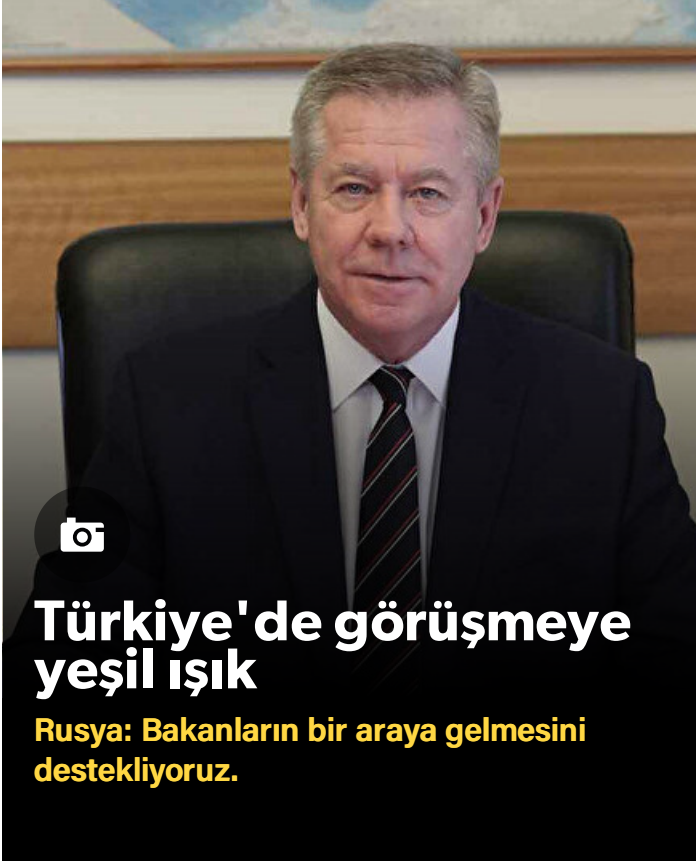 Türkiye'de görüşmeye
yeşil ışık
Rusya: Bakanların bir araya gelmesini
destekliyoruz.